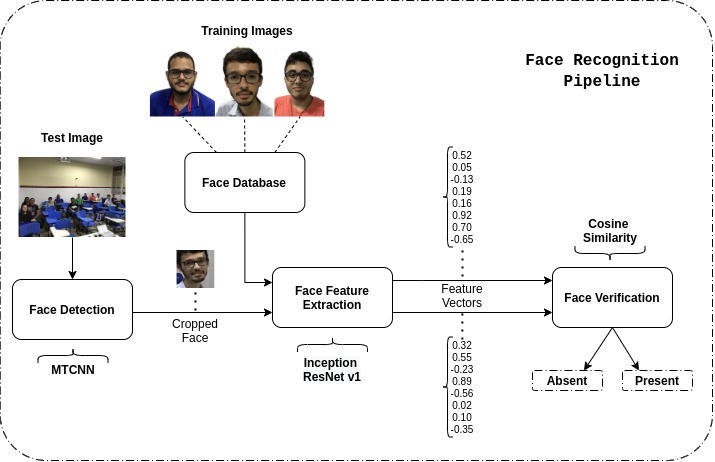 Training Images
Face Recognition
Pipeline
Test Image
Face Database
0.52
0.05
-0.13
0.19
0.16
0.92
0.70
-0.65
Cosine
Similarity
Face Detection
MTCNN
Cropped
Face
Face Feature
Extraction
Inception
ResNet v1
Feature
Vectors
Face Verification
0.32
0.55
-0.23
0.89
-0.56
0.02
0.10
-0.35
Absent
Present